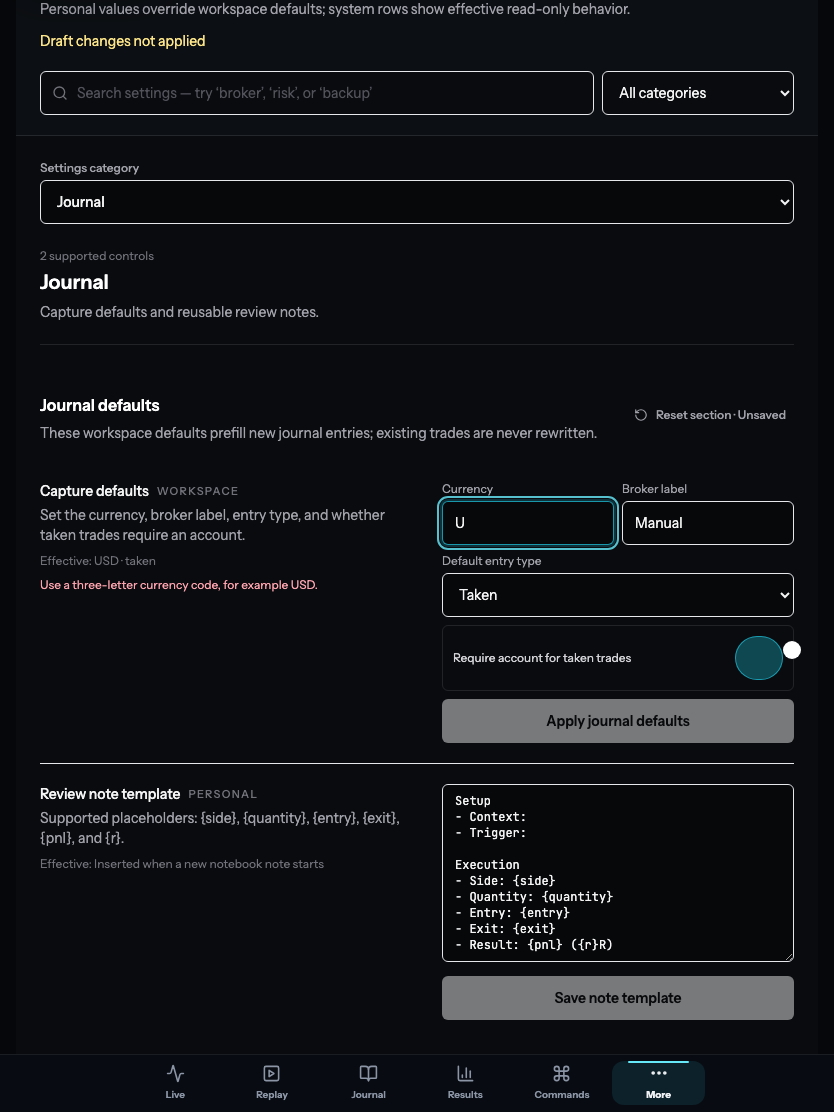 Personal values override workspace defaults; system rows show effective read-only behavior.
Draft changes not applied
Search settings — try ‘broker’, ‘risk’, or ‘backup’
All categories
Settings category
Journal
2 supported controls
Journal
Capture defaults and reusable review notes.
Journal defaults
These workspace defaults prefill new journal entries; existing trades are never rewritten.
Reset section · Unsaved
Capture defaults WORKSPACE
Set the currency, broker label, entry type, and whether
taken trades require an account.
Effective: USD · taken
Use a three-letter currency code, for example USD.
Currency
U
Broker label
Manual
Default entry type
Taken
Require account for taken trades
Apply journal defaults
Review note template PERSONAL
Supported placeholders: {side}, {quantity}, {entry}, {exit},
{pnl}, and {r}.
Effective: Inserted when a new notebook note starts
Setup
- Context:
- Trigger:

Execution
- Side: {side}
- Quantity: {quantity}
- Entry: {entry}
- Exit: {exit}
- Result: {pnl} ({r}R)
Save note template
Live
Replay
Journal
Results
Commands
More